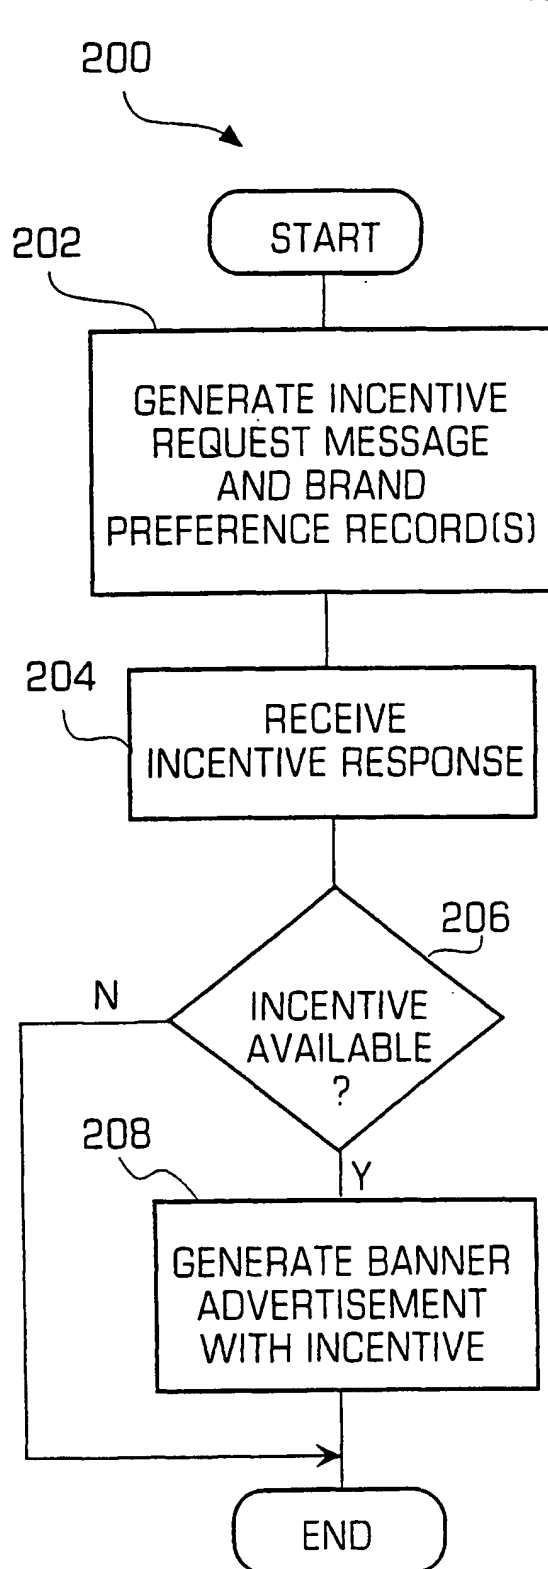 200
START
202
GENERATE INCENTIVE
REQUEST MESSAGE
AND BRAND
PREFERENCE RECORD(S)
204
RECEIVE
INCENTIVE RESPONSE
206
N
INCENTIVE
AVAILABLE
?
208
Y
GENERATE BANNER
ADVERTISEMENT
WITH INCENTIVE
END